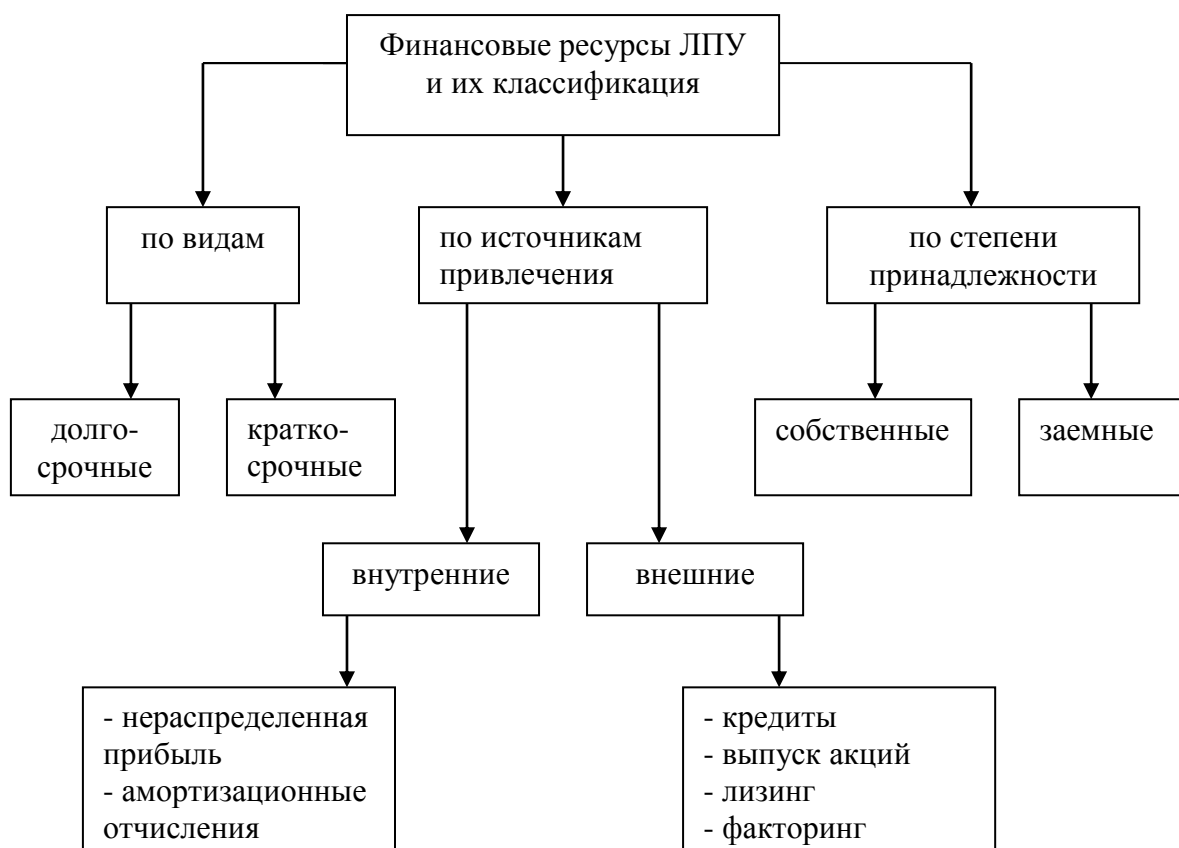 Финансовые ресурсы ЛПУ
и их классификация
по видам
по источникам
привлечения
по степени
принадлежности
долго-
срочные
кратко-
срочные
собственные
заемные
внутренние
внешние
- нераспределенная
прибыль
- амортизационные
отчисления
- кредиты
- выпуск акций
- лизинг
- факторинг